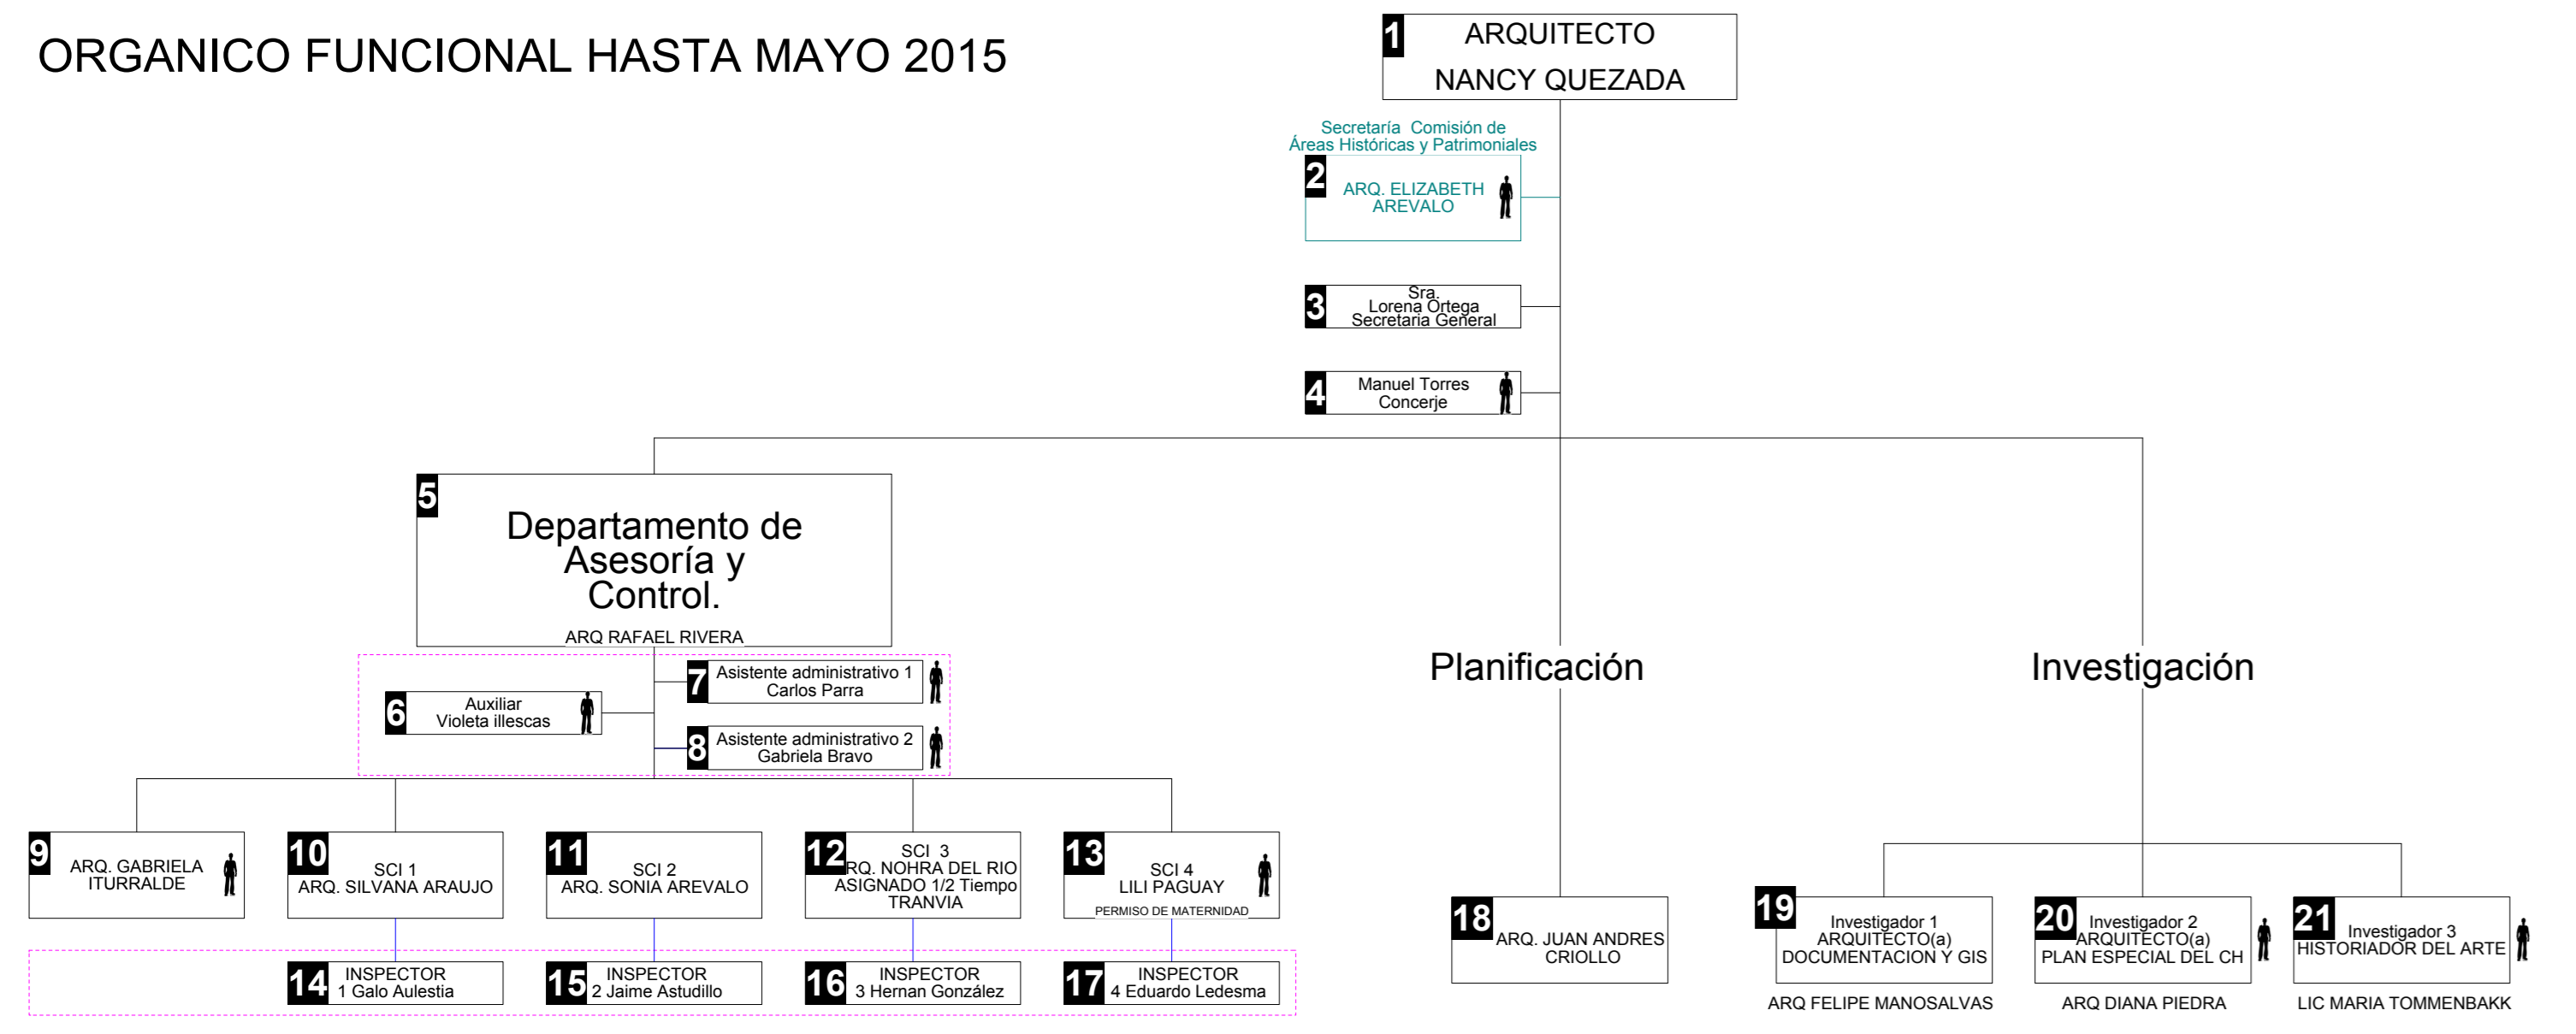 ORGANICO FUNCIONAL HASTA MAYO 2015
1
ARQUITECTO
NANCY QUEZADA
Secretaría Comisión de
Áreas Históricas y Patrimoniales
2
ARQ. ELIZABETH
AREVALO
3
Sra.
Lorena Ortega
Secretaria General
4
Manuel Torres
Concerje
5
Departamento de
Asesoría y
Control.
ARQ RAFAEL RIVERA
6
Auxiliar
Violeta illescas
7
Asistente administrativo 1
Carlos Parra
8
Asistente administrativo 2
Gabriela Bravo
Planificación
Investigación
9
ARQ. GABRIELA
ITURRALDE
10
SCI 1
ARQ. SILVANA ARAUJO
11
SCI 2
ARQ. SONIA AREVALO
12
SCI 3
RQ. NOHRA DEL RIO
ASIGNADO 1/2 Tiempo
TRANVIA
13
SCI 4
LILI PAGUAY
PERMISO DE MATERNIDAD
14
INSPECTOR
1 Galo Aulestia
15
INSPECTOR
2 Jaime Astudillo
16
INSPECTOR
3 Hernan González
17
INSPECTOR
4 Eduardo Ledesma
18
ARQ. JUAN ANDRES
CRIOLLO
19
Investigador 1
ARQUITECTO(a)
DOCUMENTACION Y GIS
ARQ FELIPE MANOSALVAS
20
Investigador 2
ARQUITECTO(a)
PLAN ESPECIAL DEL CH
ARQ DIANA PIEDRA
21
Investigador 3
HISTORIADOR DEL ARTE
LIC MARIA TOMMENBAKK